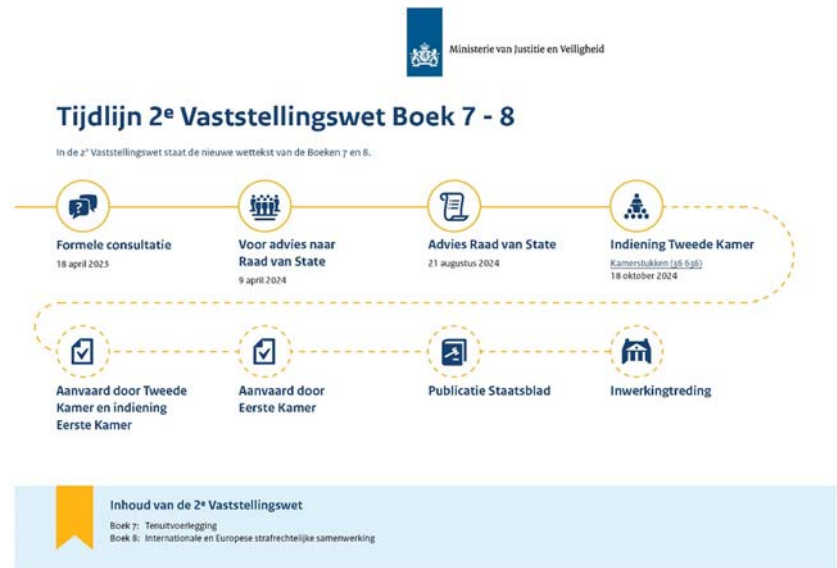 Ministerie van Justitie en Veiligheid
Tijdlijn 2e Vaststellingswet Boek 7 - 8
In de 2e Vaststellingswet staat de nieuwe wettekst van de Boeken 7 en 8.
Formele consultatie
18 april 2023
Voor advies naar
Raad van State
9 april 2024
Advies Raad van State
21 augustus 2024
Indiening Tweede Kamer
Kamerstukken (36 636)
18 oktober 2024
Aanvaard door Tweede
Kamer en indiening
Eerste Kamer
Aanvaard door
Eerste Kamer
Publicatie Staatsblad
Inwerkingtreding
Inhoud van de 2e Vaststellingswet
Boek 7: Tenuitvoerlegging
Boek 8: Internationale en Europese strafrechtelijke samenwerking